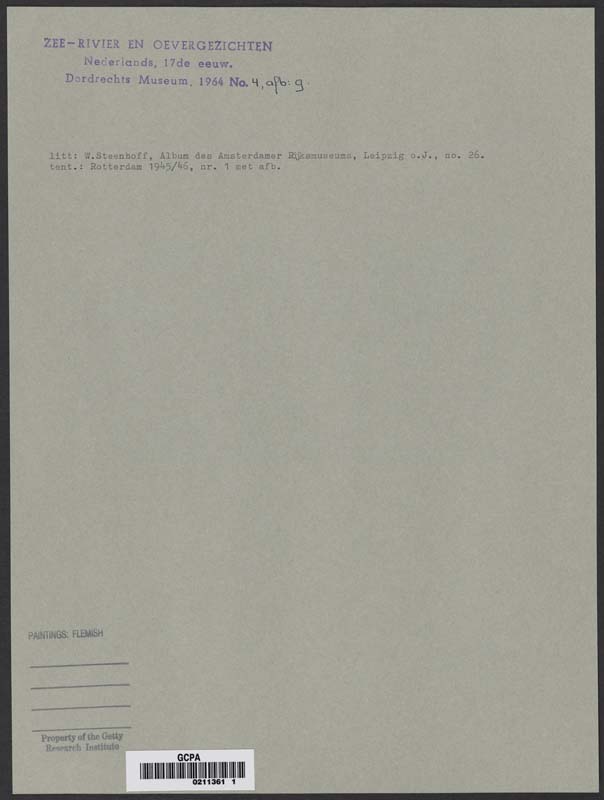 ZEE-RIVIER EN OEVERGEZICHTEN
Nederlands, 17de eeuw.
Dordrechts Museum, 1964 No. 4, afb: 9.
litt: W.Steenhoff, Album des Amsterdamer Rijksmuseums, Leipzig o.J., no. 26.
tent.: Rotterdam 1945/46, nr. 1 met afb.
PAINTINGS: FLEMISH
Property of the Getty
Research Institute
GCPA
0211361 1